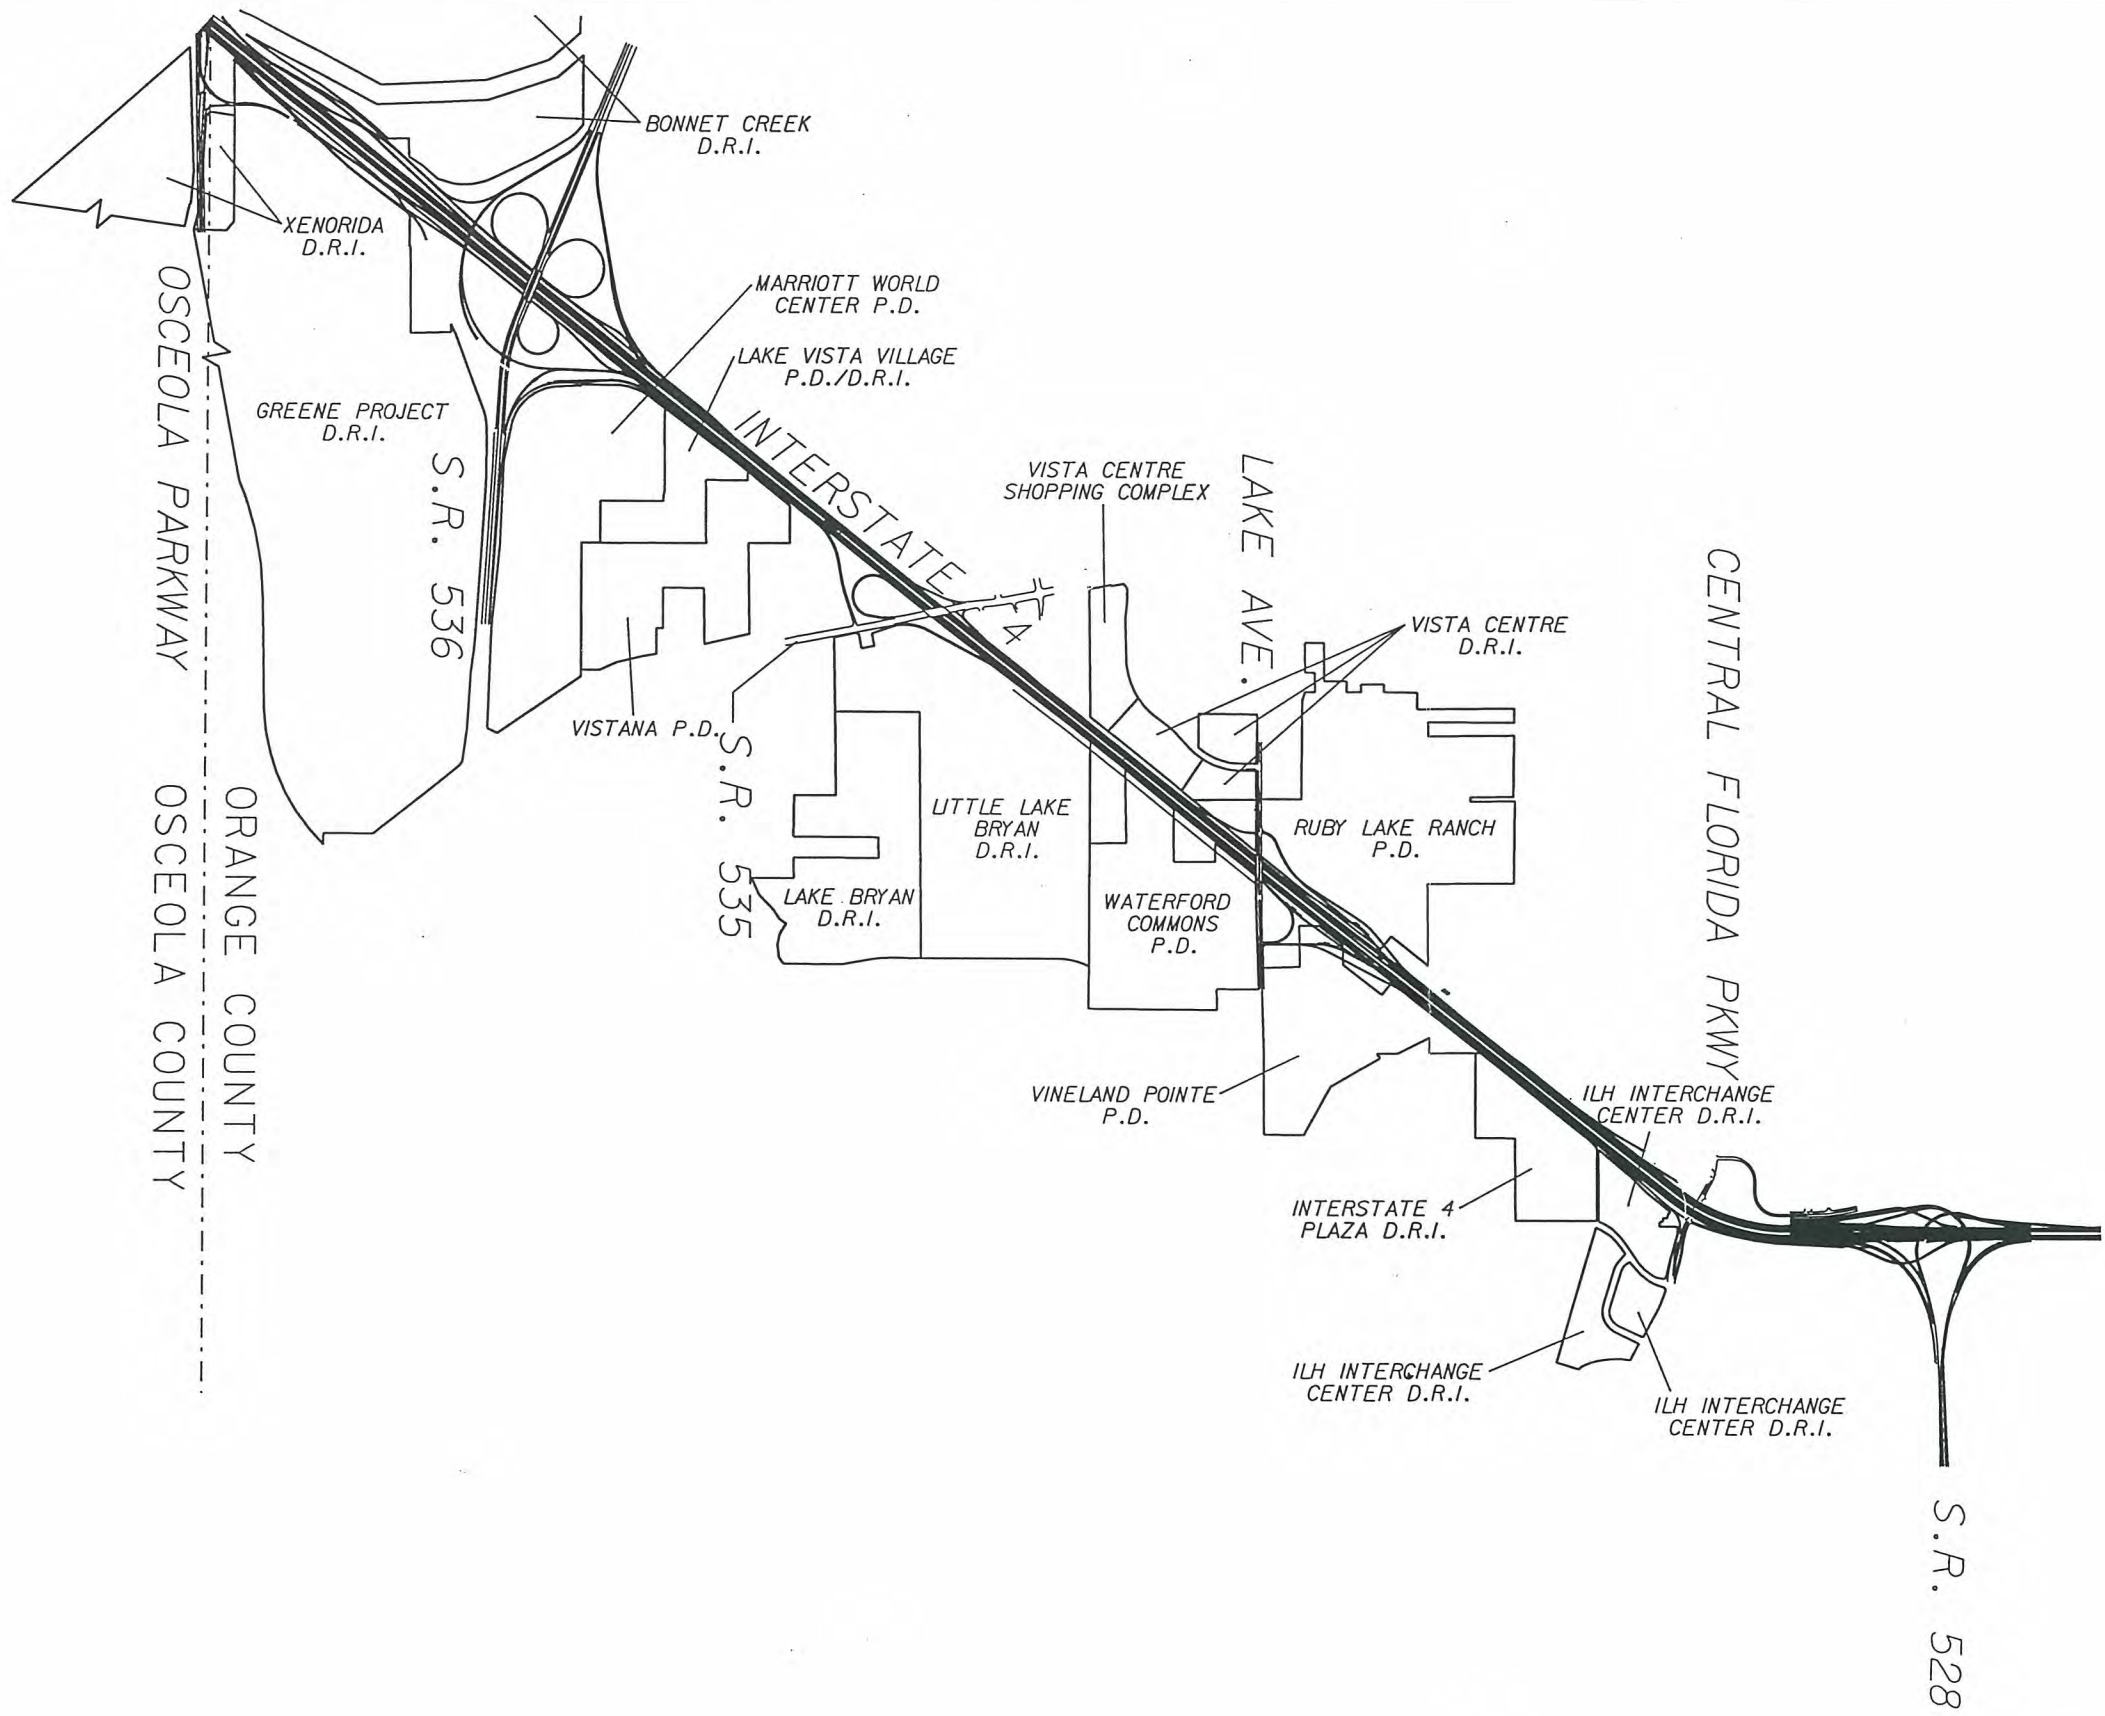 BONNET CREEK
D.R.I.
XENORIDA
D.R.I.
MARRIOTT WORLD
CENTER P.D.
LAKE VISTA VILLAGE
P.D./D.R.I.
GREENE PROJECT
D.R.I.
OSCEOLA PARKWAY
S.R. 536
INTERSTATE 4
VISTA CENTRE
SHOPPING COMPLEX
LAKE AVE.
CENTRAL FLORIDA PKWY
VISTA CENTRE
D.R.I.
VISTANA P.D.
S.R. 535
LITTLE LAKE
BRYAN
D.R.I.
RUBY LAKE RANCH
P.D.
LAKE BRYAN
D.R.I.
WATERFORD
COMMONS
P.D.
ORANGE COUNTY
OSCEOLA COUNTY
VINELAND POINTE
P.D.
ILH INTERCHANGE
CENTER D.R.I.
INTERSTATE 4
PLAZA D.R.I.
ILH INTERCHANGE
CENTER D.R.I.
ILH INTERCHANGE
CENTER D.R.I.
S.R. 528